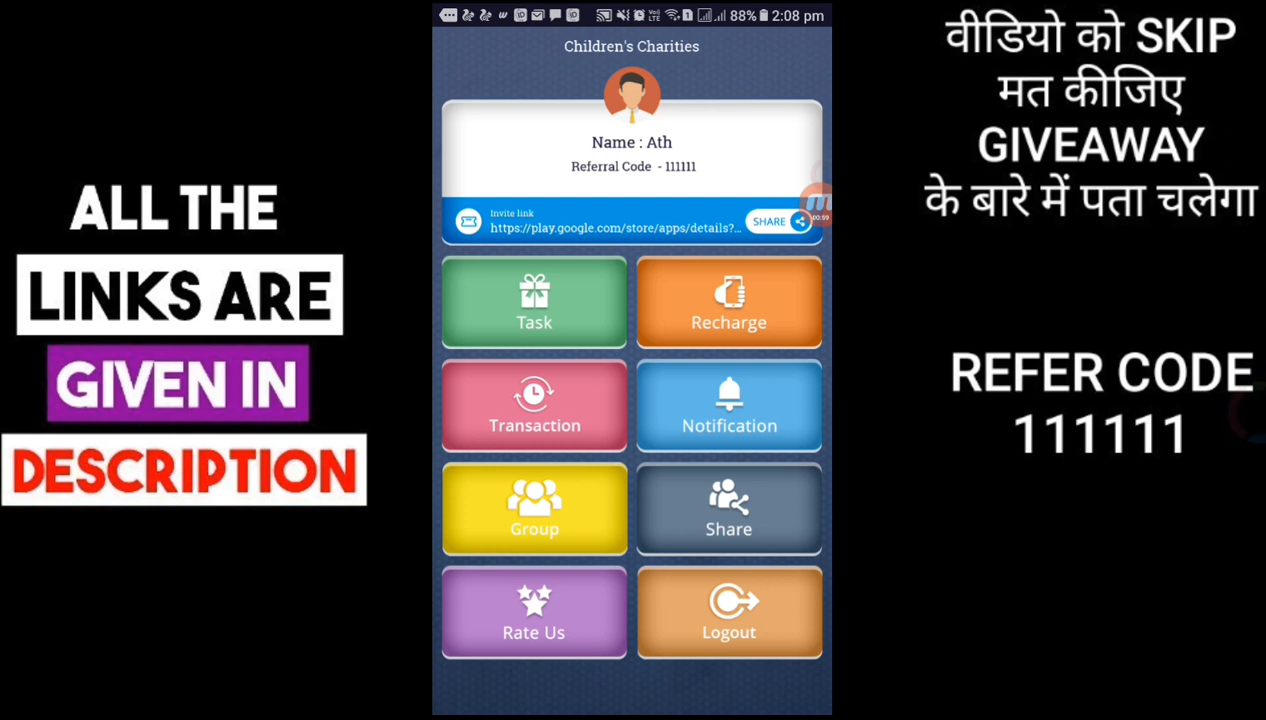 ALL THE
LINKS ARE
GIVEN IN
DESCRIPTION
88% 2:08 pm
Children's Charities
Name : Ath
Referral Code - 111111
Invite link
https://play.google.com/store/apps/details?...
SHARE
00:59
Task
Recharge
Transaction
Notification
Group
Share
Rate Us
Logout
वीडियो को SKIP
मत कीजिए
GIVEAWAY
के बारे में पता चलेगा
REFER CODE
111111